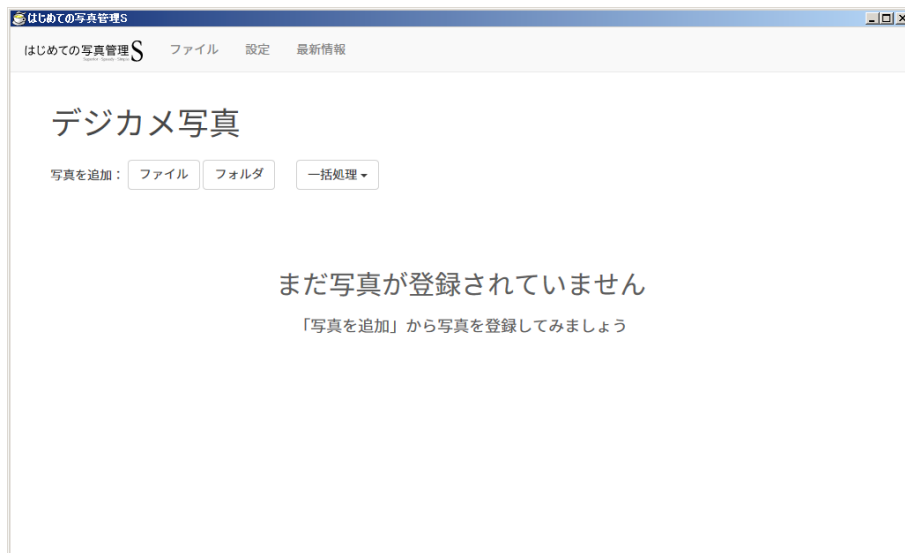 はじめての写真管理S
はじめての写真管理S ファイル 設定 最新情報
デジカメ写真
写真を追加： ファイル フォルダ 一括処理
まだ写真が登録されていません
「写真を追加」から写真を登録してみましょう